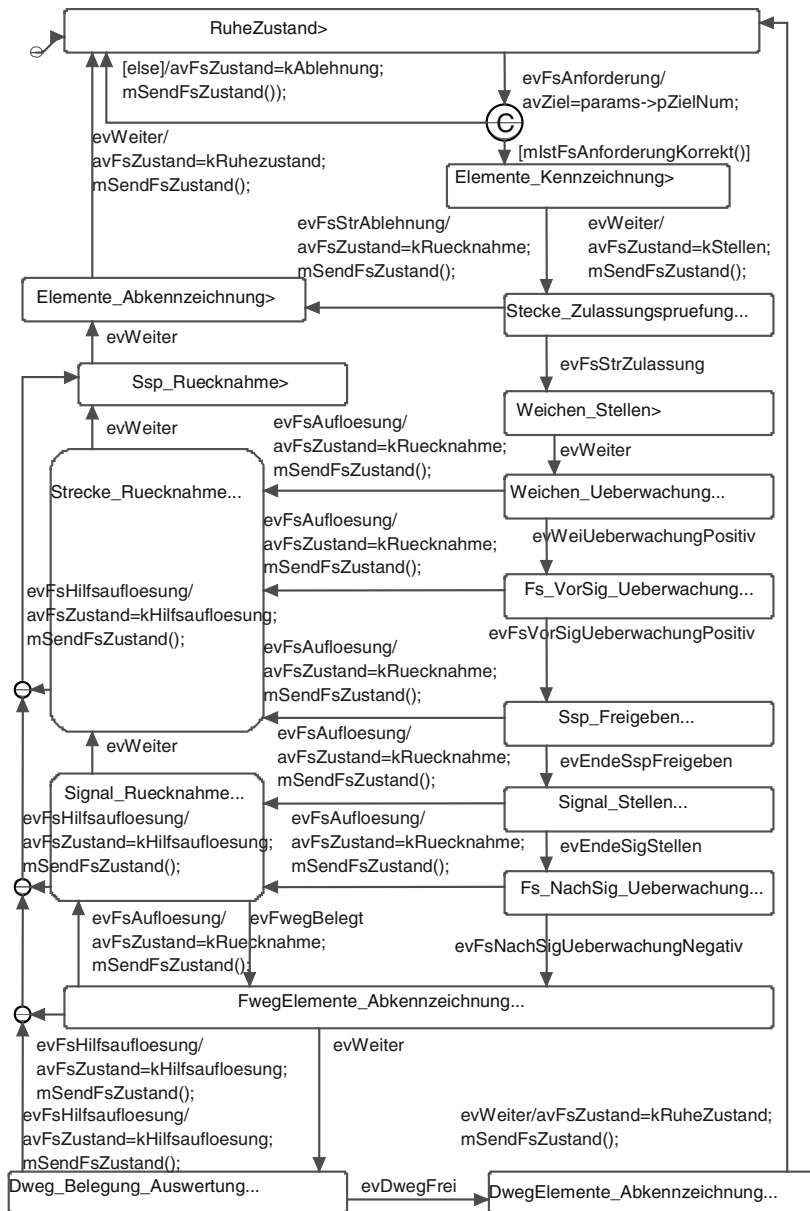 RuheZustand>
[else]/avFsZustand=kAblehnung;
mSendFsZustand());
evFsAnforderung/
avZiel=params->pZielNum;
C
[mIstFsAnforderungKorrekt()]
evWeiter/
avFsZustand=kRuhezustand;
mSendFsZustand();
Elemente_Kennzeichnung>
evFsStrAblehnung/
avFsZustand=kRuecknahme;
mSendFsZustand();
evWeiter/
avFsZustand=kStellen;
mSendFsZustand();
Elemente_Abkennzeichnung>
Stecke_Zulassungspruefung...
evWeiter
evFsStrZulassung
Ssp_Ruecknahme>
Weichen_Stellen>
evWeiter
evFsAufloesung/
avFsZustand=kRuecknahme;
mSendFsZustand();
evWeiter
Strecke_Ruecknahme...
Weichen_Ueberwachung...
evFsAufloesung/
avFsZustand=kRuecknahme;
mSendFsZustand();
evWeiUeberwachungPositiv
evFsHilfsaufloesung/
avFsZustand=kHilfsaufloesung;
mSendFsZustand();
Fs_VorSig_Ueberwachung...
evFsVorSigUeberwachungPositiv
evFsAufloesung/
avFsZustand=kRuecknahme;
mSendFsZustand();
Ssp_Freigeben...
evWeiter
evFsAufloesung/
avFsZustand=kRuecknahme;
mSendFsZustand();
evEndeSspFreigeben
Signal_Ruecknahme...
Signal_Stellen...
evFsHilfsaufloesung/
avFsZustand=kHilfsaufloesung;
mSendFsZustand();
evFsAufloesung/
avFsZustand=kRuecknahme;
mSendFsZustand();
evEndeSigStellen
Fs_NachSig_Ueberwachung...
evFsAufloesung/
avFsZustand=kRuecknahme;
mSendFsZustand();
evFwegBelegt
evFsNachSigUeberwachungNegativ
FwegElemente_Abkennzeichnung...
evFsHilfsaufloesung/
avFsZustand=kHilfsaufloesung;
mSendFsZustand();
evWeiter
evFsHilfsaufloesung/
avFsZustand=kHilfsaufloesung;
mSendFsZustand();
evWeiter/avFsZustand=kRuheZustand;
mSendFsZustand();
Dweg_Belegung_Auswertung...
evDwegFrei
DwegElemente_Abkennzeichnung...